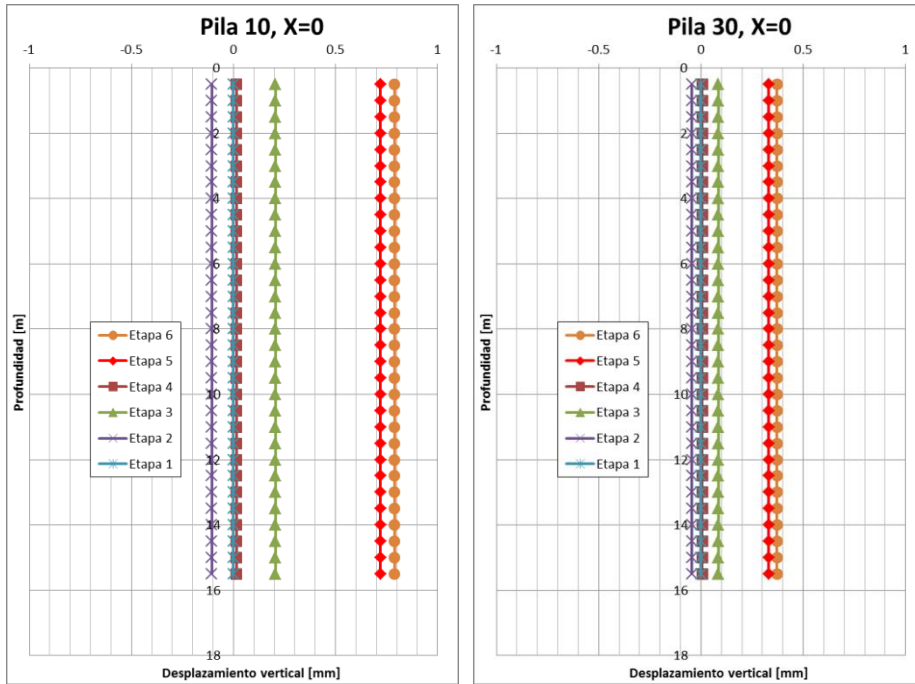 Pila 10, X=0
-1 -0.5 0 0.5 1
0
2
4
6
8
10
12
14
16
18
Profundidad [m]
Etapa 6
Etapa 5
Etapa 4
Etapa 3
Etapa 2
Etapa 1
Desplazamiento vertical [mm]
Pila 30, X=0
-1 -0.5 0 0.5 1
0
2
4
6
8
10
12
14
16
18
Profundidad [m]
Etapa 6
Etapa 5
Etapa 4
Etapa 3
Etapa 2
Etapa 1
Desplazamiento vertical [mm]